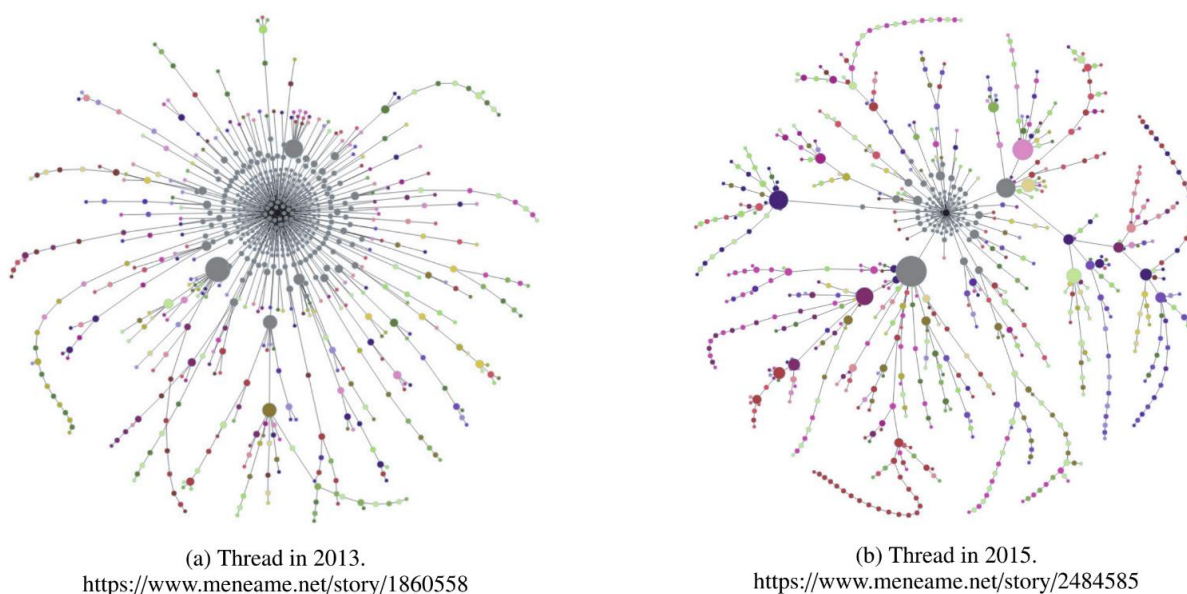 (a) Thread in 2013.
https://www.meneame.net/story/1860558
(b) Thread in 2015.
https://www.meneame.net/story/2484585